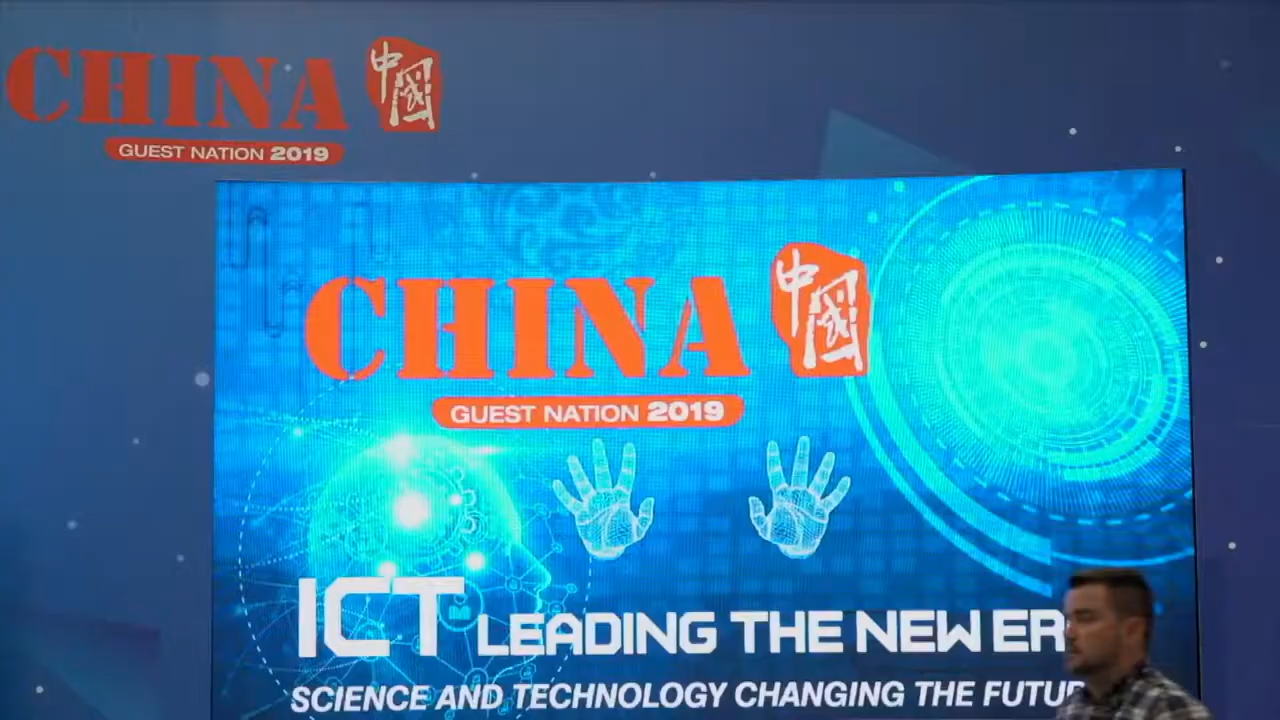 CHINA 中國
GUEST NATION 2019
CHINA 中國
GUEST NATION 2019
ICT LEADING THE NEW ER
SCIENCE AND TECHNOLOGY CHANGING THE FUTUR